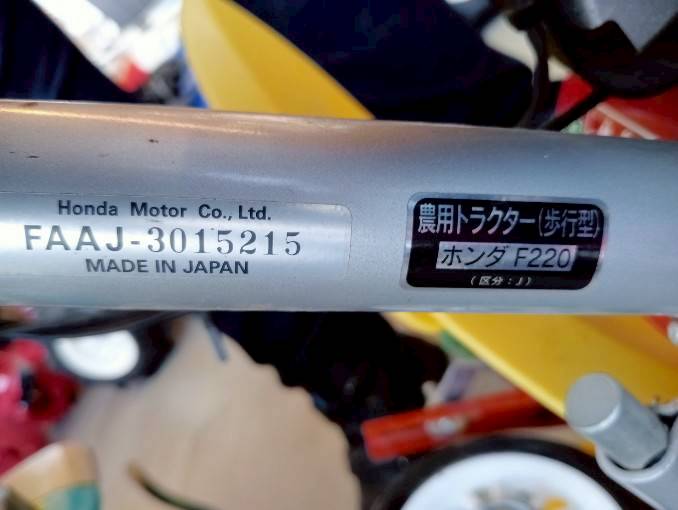 Honda Motor Co., Ltd.
FAAJ-3015215
MADE IN JAPAN
農用トラクター(歩行型)
ホンダ F220
(区分:J)